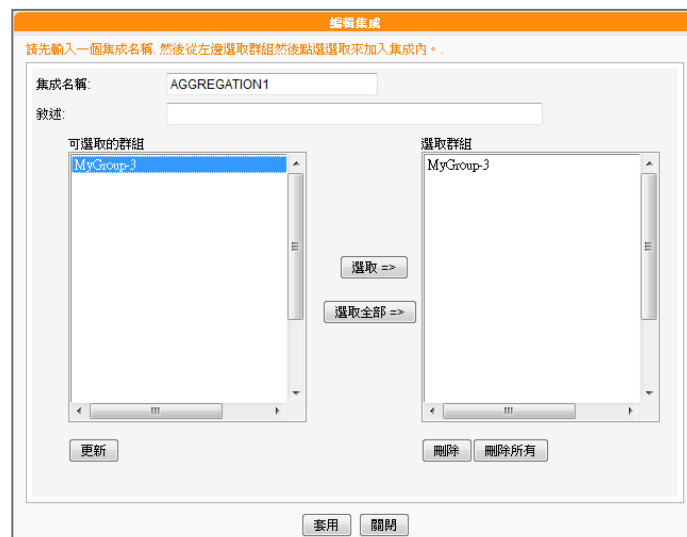 編輯集成
請先輸入一個集成名稱. 然後從左邊選取群組然後點選選取來加入集成內。.
集成名稱: AGGREGATION1
敘述:
可選取的群組 選取群組
MyGroup-3 MyGroup-3
選取 =>
選取全部 =>
更新 刪除 刪除所有
套用 關閉